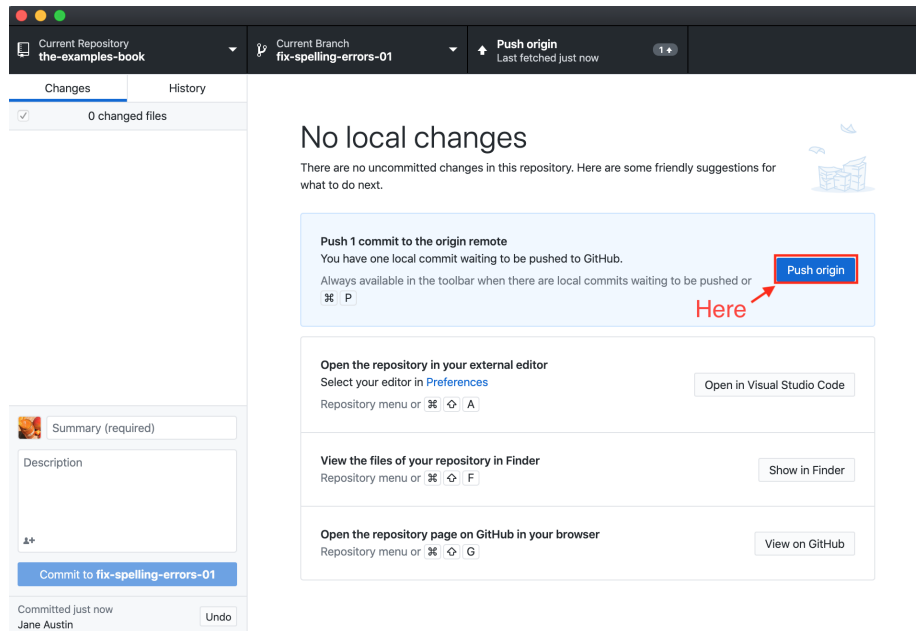 Current Repository
the-examples-book
Current Branch
fix-spelling-errors-01
Push origin
Last fetched just now
1
Changes
History
0 changed files
No local changes
There are no uncommitted changes in this repository. Here are some friendly suggestions for
what to do next.
Push 1 commit to the origin remote
You have one local commit waiting to be pushed to GitHub.
Always available in the toolbar when there are local commits waiting to be pushed or
⌘ P
Push origin
Here
Open the repository in your external editor
Select your editor in Preferences
Repository menu or ⌘ ⇧ A
Open in Visual Studio Code
View the files of your repository in Finder
Repository menu or ⌘ ⇧ F
Show in Finder
Open the repository page on GitHub in your browser
Repository menu or ⌘ ⇧ G
View on GitHub
Summary (required)
Description
Commit to fix-spelling-errors-01
Committed just now
Jane Austin
Undo